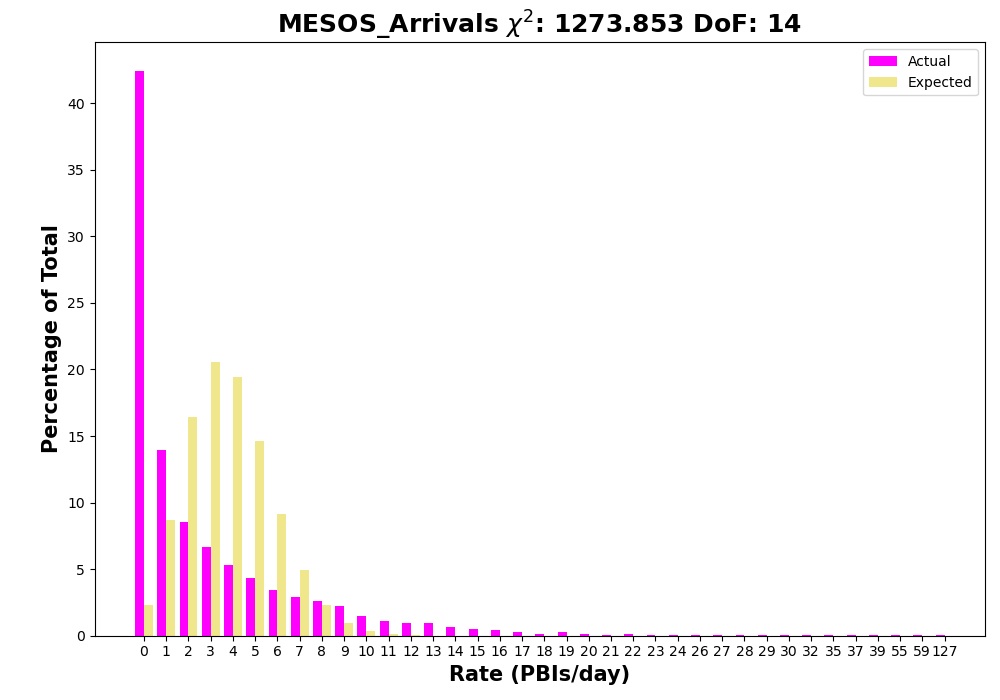 MESOS_Arrivals χ²: 1273.853 DoF: 14
Actual
Expected
Percentage of Total
40
35
30
25
20
15
10
5
0
0 1 2 3 4 5 6 7 8 9 10 11 12 13 14 15 16 17 18 19 20 21 22 23 24 26 27 28 29 30 32 35 37 39 55 59 127
Rate (PBIs/day)